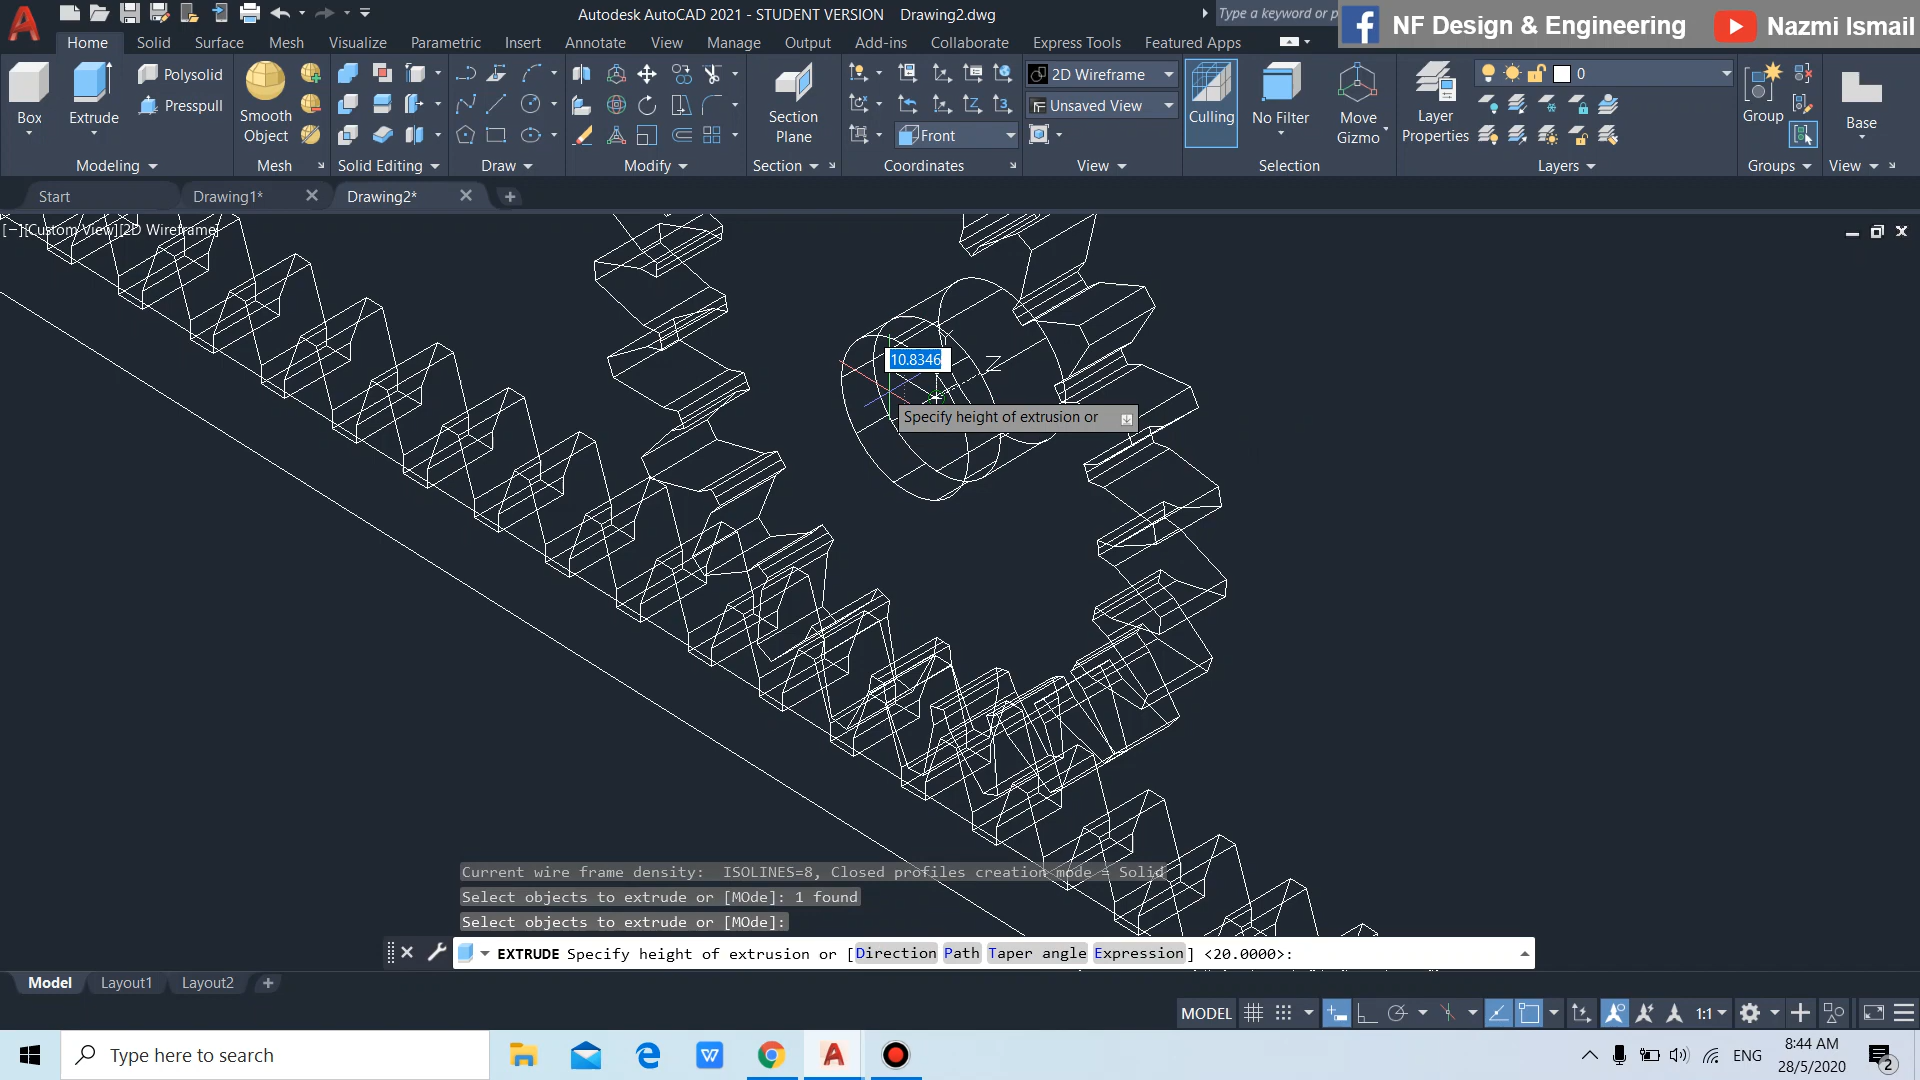 Autodesk AutoCAD 2021 - STUDENT VERSION Drawing2.dwg
Type a keyword or p
NF Design & Engineering
Nazmi Ismail
Home Solid Surface Mesh Visualize Parametric Insert Annotate View Manage Output Add-ins Collaborate Express Tools Featured Apps
Box
Extrude
Polysolid
Presspull
Smooth Object
Section Plane
Front
2D Wireframe
Unsaved View
Culling
No Filter
Move Gizmo
Layer Properties
0
Group
Base
Modeling Mesh Solid Editing Draw Modify Section Coordinates View Selection Layers Groups View
Start Drawing1* Drawing2*
[−][Custom View][2D Wireframe]
10.8346
Z
Specify height of extrusion or
Current wire frame density: ISOLINES=8, Closed profiles creation mode = Solid
Select objects to extrude or [MOde]: 1 found
Select objects to extrude or [MOde]:
EXTRUDE Specify height of extrusion or [Direction Path Taper angle Expression] <20.0000>:
Model Layout1 Layout2
MODEL
1:1
Type here to search
ENG
8:44 AM
28/5/2020
2